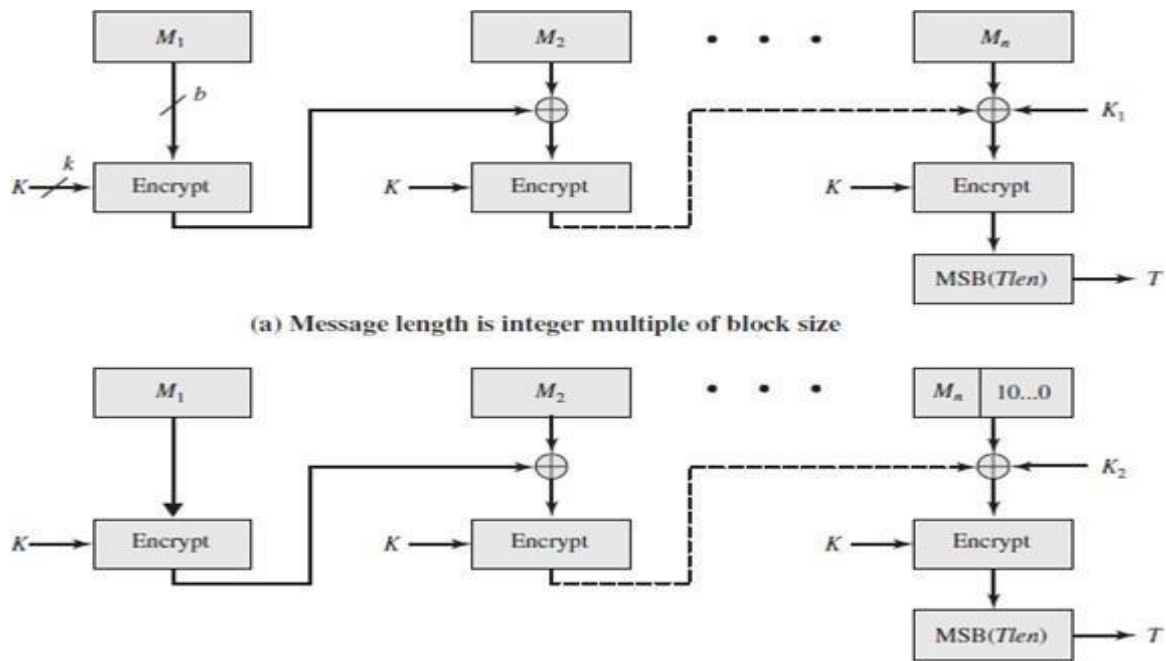 M₁ M₂ • • • Mₙ
b
K₁
k
K Encrypt K Encrypt K Encrypt
MSB(Tlen) T
(a) Message length is integer multiple of block size
M₁ M₂ • • • Mₙ 10...0
K₂
K Encrypt K Encrypt K Encrypt
MSB(Tlen) T